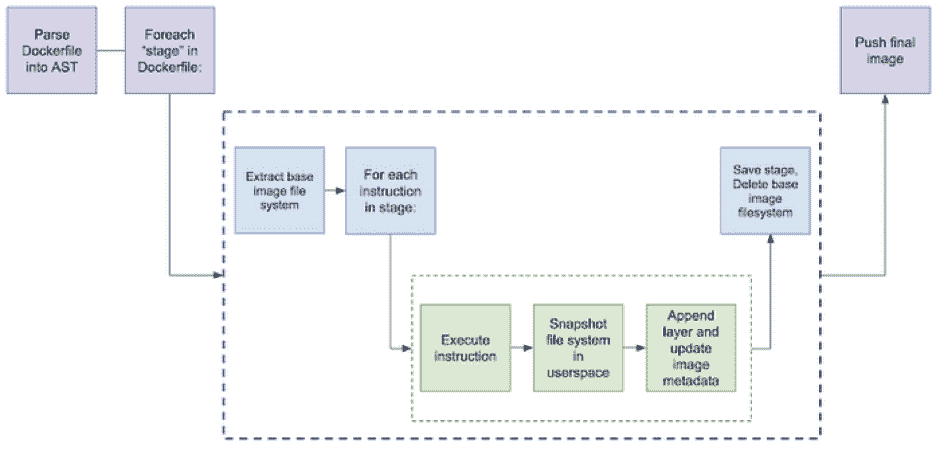 Parse
Dockerfile
into AST
Foreach
“stage” in
Dockerfile:
Push final
image
Extract base
image file
system
For each
instruction
in stage:
Save stage,
Delete base
image
filesystem
Execute
instruction
Snapshot
file system
in
userspace
Append
layer and
update
image
metadata